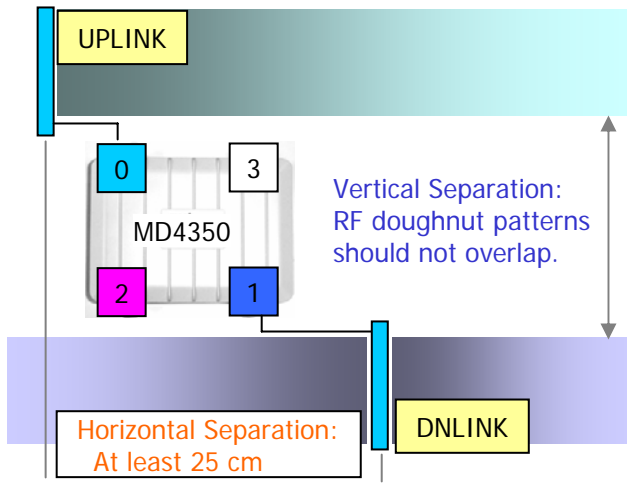 UPLINK
0
3
MD4350
2
1
Vertical Separation:
RF doughnut patterns
should not overlap.
Horizontal Separation:
At least 25 cm
DNLINK